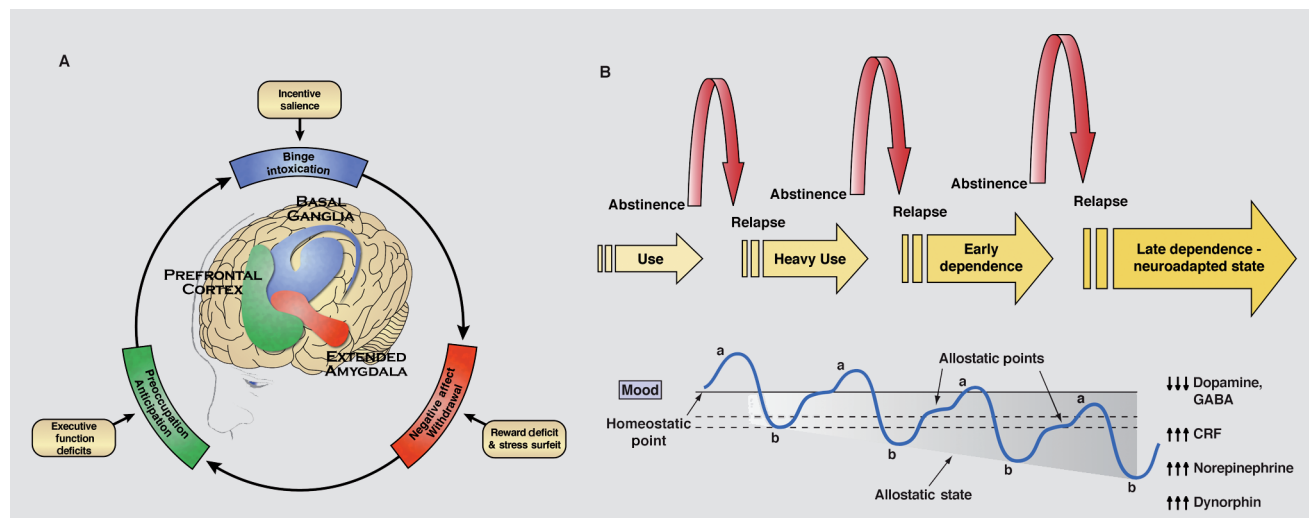 A
Incentive
salience
Binge
intoxication
BASAL
GANGLIA
PREFRONTAL
CORTEX
EXTENDED
AMYGDALA
Preoccupation
Anticipation
Negative affect
Withdrawal
Executive
function
deficits
Reward deficit
& stress surfeit
B
Abstinence
Relapse
Abstinence
Relapse
Abstinence
Relapse
Use
Heavy Use
Early
dependence
Late dependence -
neuroadapted state
Mood
Homeostatic
point
a
b
a
b
a
b
a
b
Allostatic points
Allostatic state
↓↓↓ Dopamine,
GABA
↑↑↑ CRF
↑↑↑ Norepinephrine
↑↑↑ Dynorphin